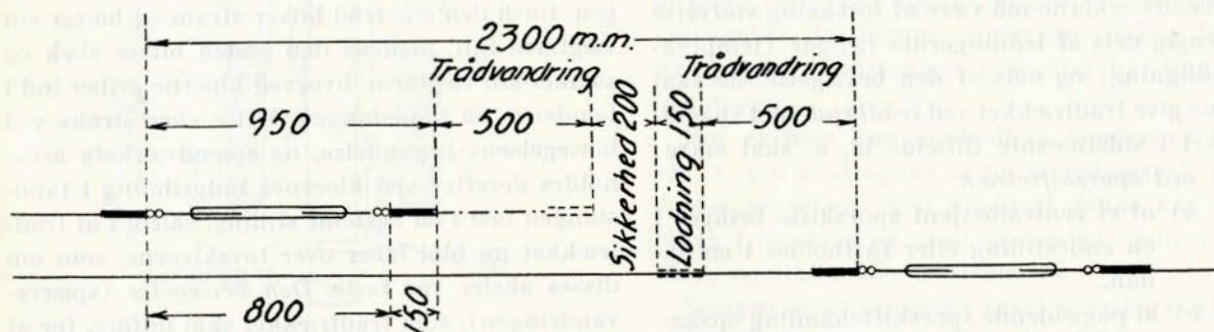 2300 m.m.
Trådvandring
Trådvandring
950
500
Sikkerhed 200
Lodning 150
500
800
150